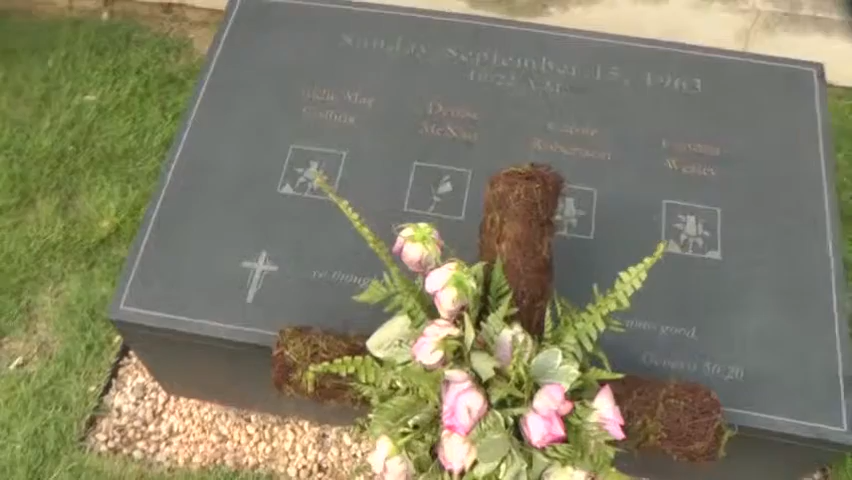 Sunday, September 15, 1963
10:22 A.M.
Addie Mae
Collins
Denise
McNair
Carole
Robertson
Cynthia
Wesley
ye thought
unto good.
Genesis 50:20